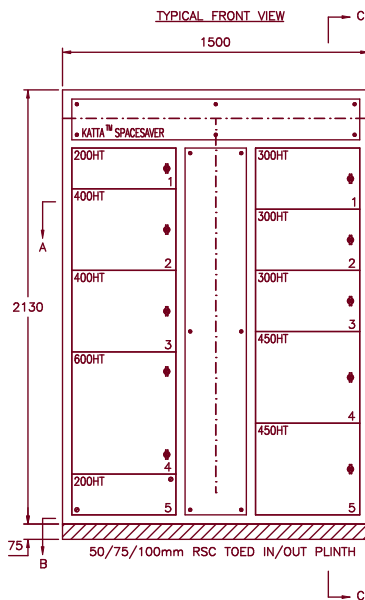 TYPICAL FRONT VIEW
C
1500
KATTA™ SPACESAVER
200HT
1
400HT
2
400HT
3
600HT
4
200HT
5
300HT
1
300HT
2
300HT
3
450HT
4
450HT
5
A
2130
75
B
50/75/100mm RSC TOED IN/OUT PLINTH
C